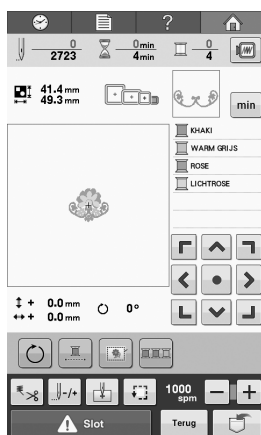 ?
0 0min 0
2723 4min 4
41.4 mm
49.3 mm
min
KHAKI
WARM GRIJS
ROSE
LICHTROSE
+ 0.0 mm 0°
+ 0.0 mm
-/+ 1000 spm − +
Slot Terug